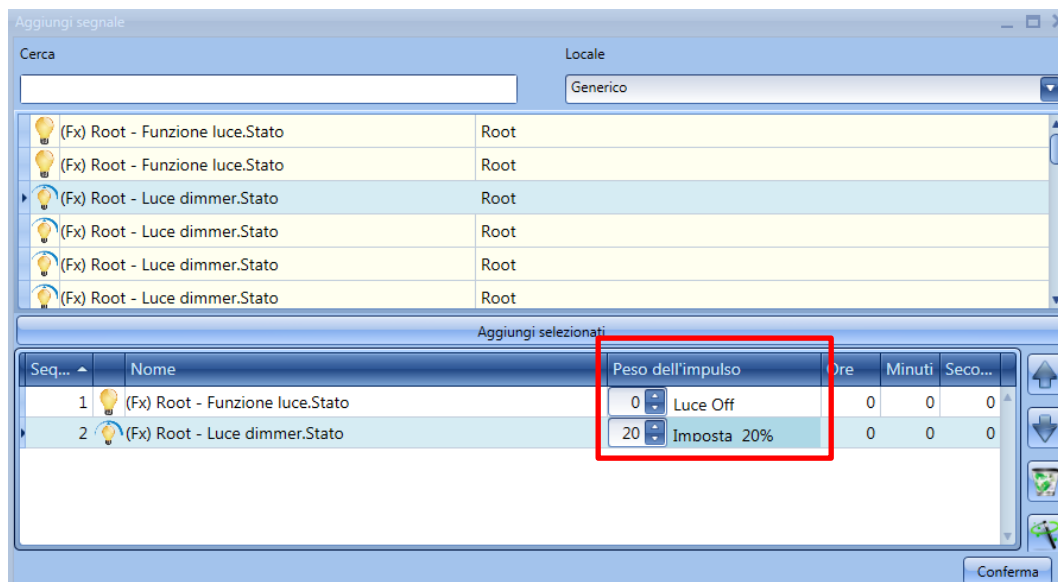 Aggiungi segnale
Cerca Locale
Generico
(Fx) Root - Funzione luce.Stato Root
(Fx) Root - Funzione luce.Stato Root
(Fx) Root - Luce dimmer.Stato Root
(Fx) Root - Luce dimmer.Stato Root
(Fx) Root - Luce dimmer.Stato Root
(Fx) Root - Luce dimmer.Stato Root
Aggiungi selezionati
Seq... Nome Peso dell'impulso Ore Minuti Seco...
1 (Fx) Root - Funzione luce.Stato 0 Luce Off 0 0 0
2 (Fx) Root - Luce dimmer.Stato 20 Imposta 20% 0 0 0
Conferma